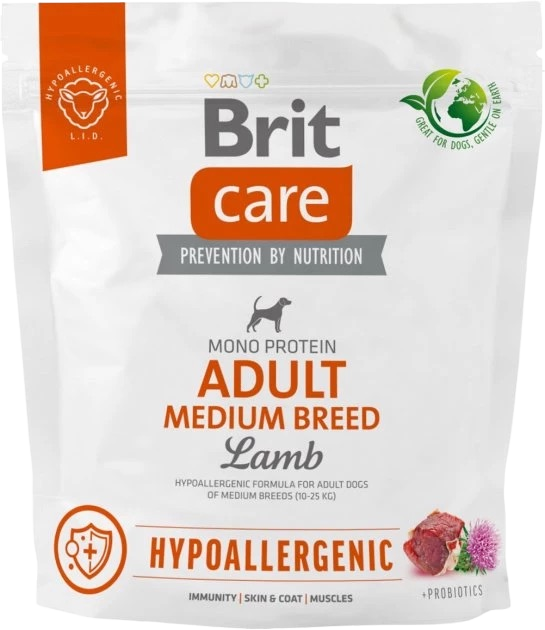 HYPOALLERGENIC
L.I.D.
GREAT FOR DOGS, GENTLE ON EARTH
Brit
care
PREVENTION BY NUTRITION
MONO PROTEIN
ADULT
MEDIUM BREED
Lamb
HYPOALLERGENIC FORMULA FOR ADULT DOGS
OF MEDIUM BREEDS (10-25 KG)
HYPOALLERGENIC
+PROBIOTICS
IMMUNITY | SKIN & COAT | MUSCLES